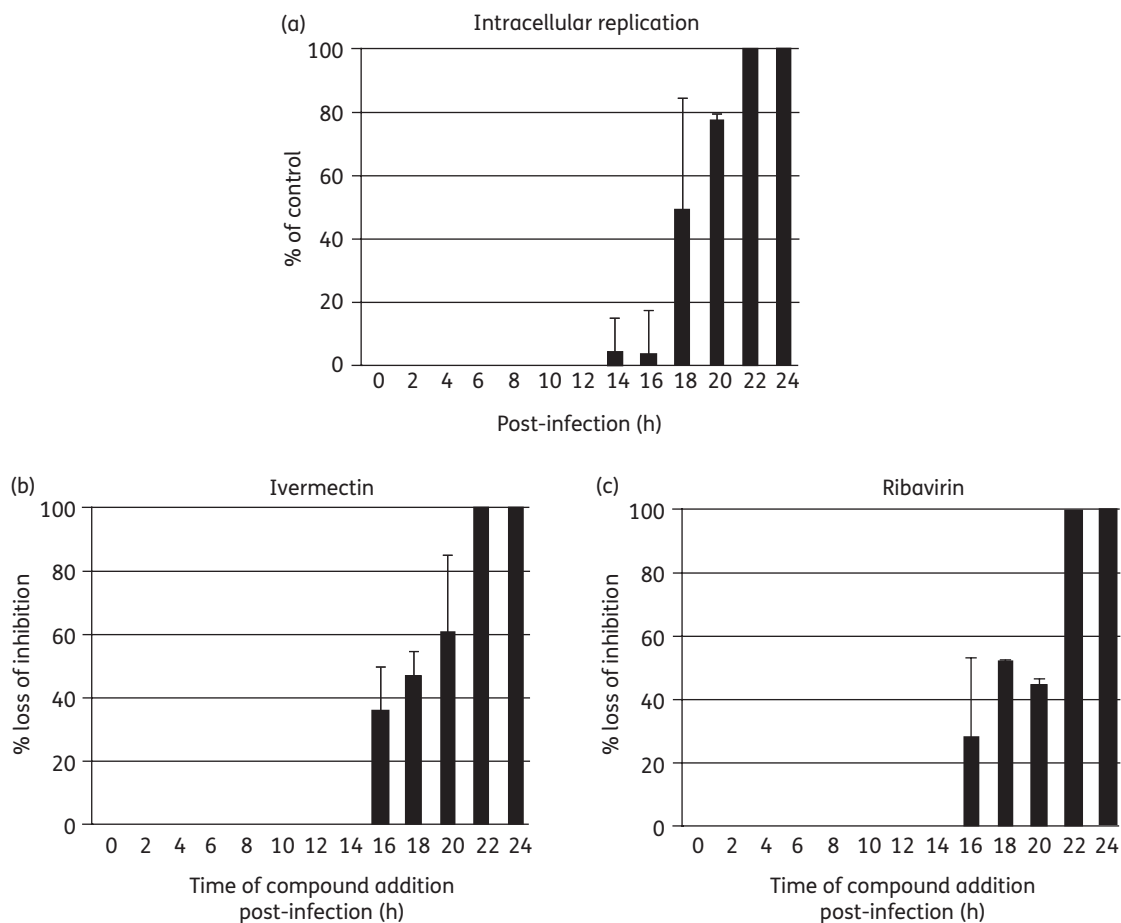 (a)
Intracellular replication
% of control
100
80
60
40
20
0
0 2 4 6 8 10 12 14 16 18 20 22 24
Post-infection (h)
(b)
Ivermectin
% loss of inhibition
100
80
60
40
20
0
0 2 4 6 8 10 12 14 16 18 20 22 24
Time of compound addition
post-infection (h)
(c)
Ribavirin
% loss of inhibition
100
80
60
40
20
0
0 2 4 6 8 10 12 14 16 18 20 22 24
Time of compound addition
post-infection (h)